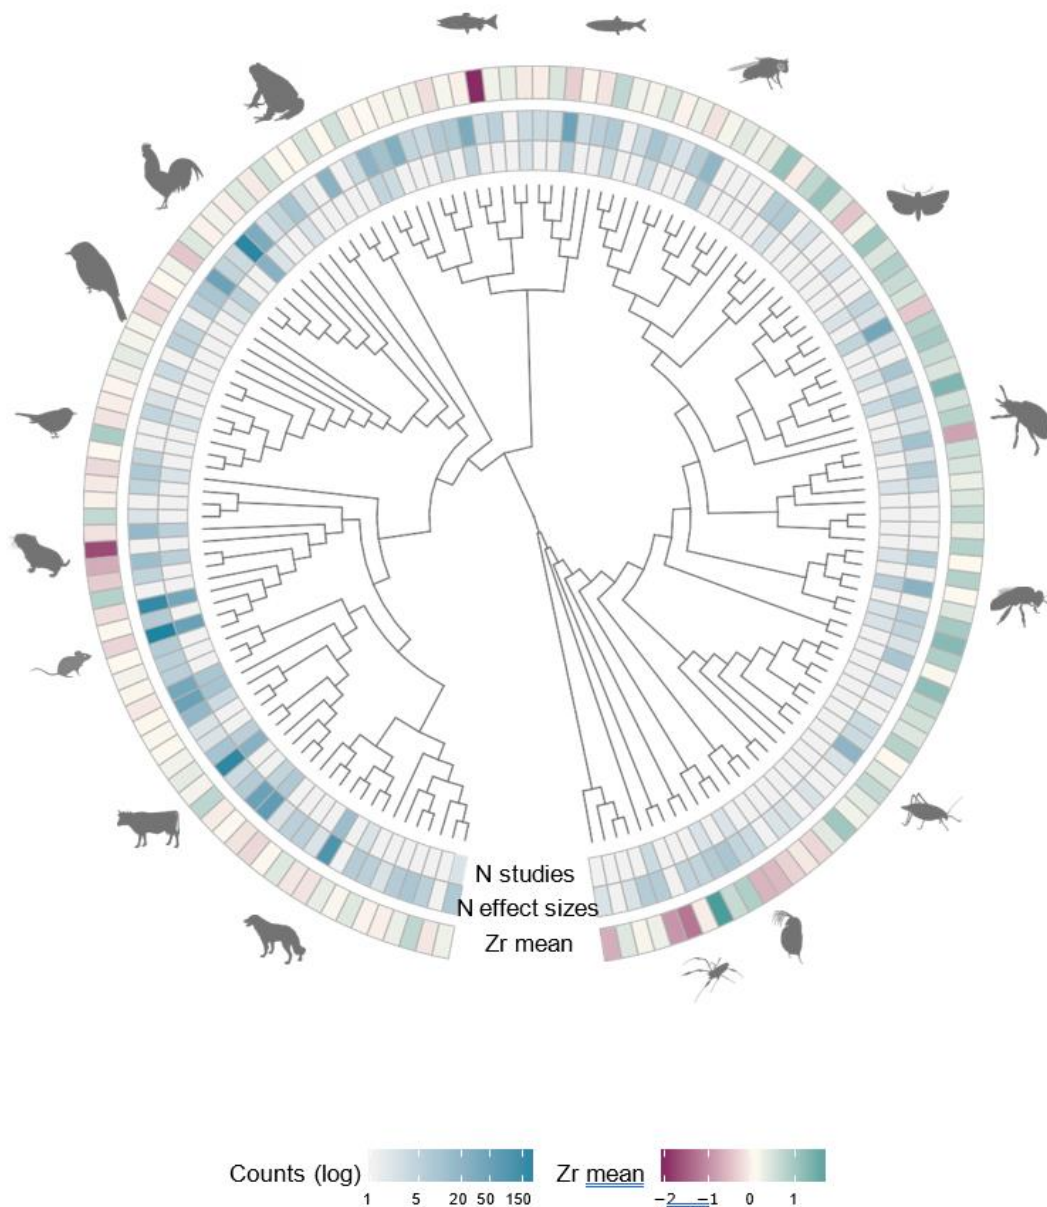 N studies
N effect sizes
Zr mean
Counts (log)
1 5 20 50 150
Zr mean
−2 −1 0 1